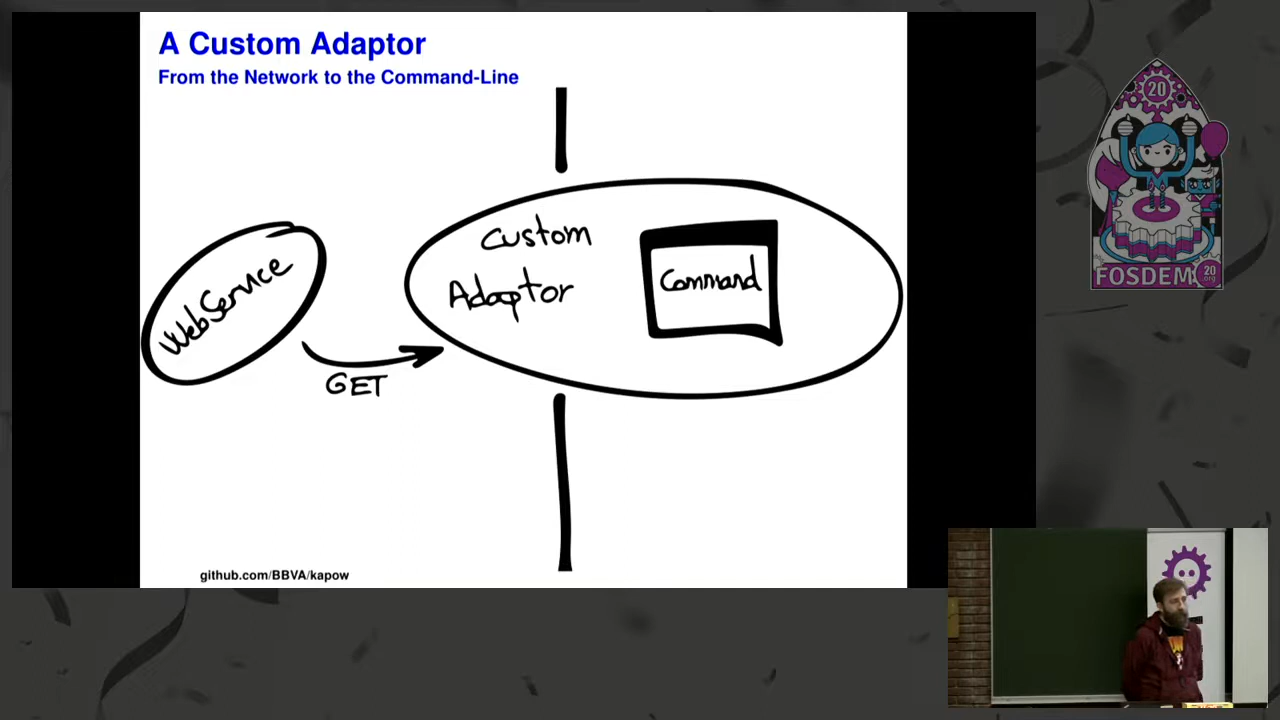 A Custom Adaptor
From the Network to the Command-Line
Custom
Adaptor
Command
WebService
GET
github.com/BBVA/kapow
20
FOSDEM
20
.org